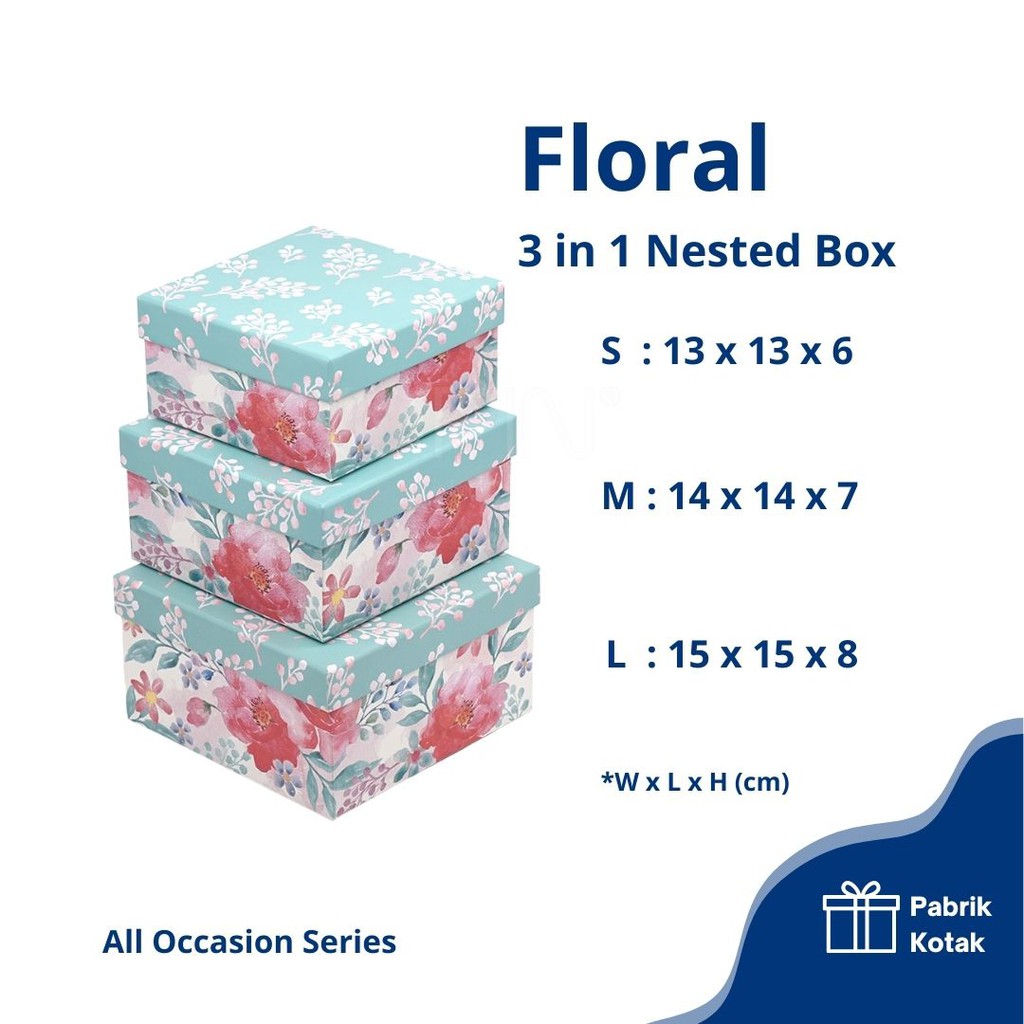 Floral
3 in 1 Nested Box
S : 13 x 13 x 6
M : 14 x 14 x 7
L : 15 x 15 x 8
*W x L x H (cm)
All Occasion Series
Pabrik
Kotak